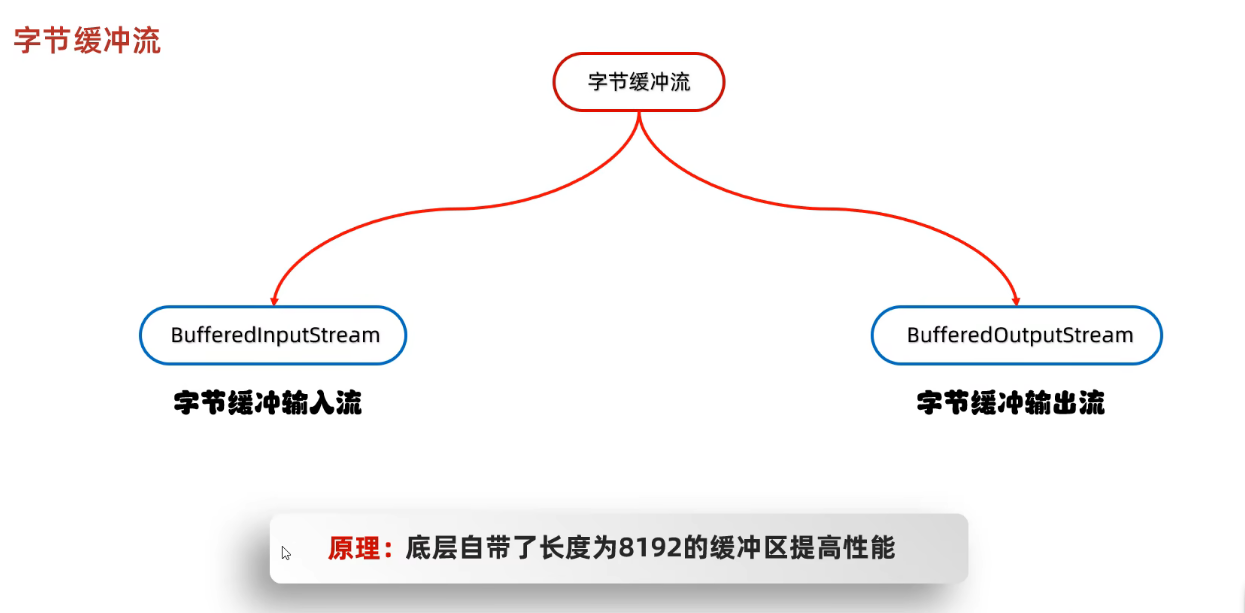 字节缓冲流
字节缓冲流
BufferedInputStream
BufferedOutputStream
字节缓冲输入流
字节缓冲输出流
原理：底层自带了长度为8192的缓冲区提高性能